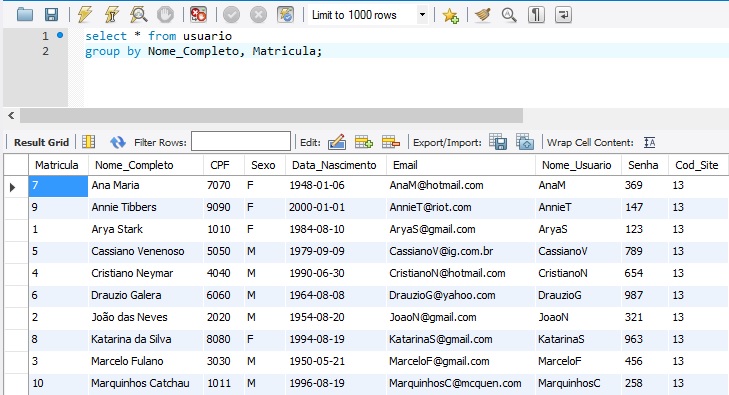 Limit to 1000 rows
1 select * from usuario
2 group by Nome_Completo, Matricula;
Result Grid Filter Rows: Edit: Export/Import: Wrap Cell Content: IA
Matricula Nome_Completo CPF Sexo Data_Nascimento Email Nome_Usuario Senha Cod_Site
7 Ana Maria 7070 F 1948-01-06 AnaM@hotmail.com AnaM 369 13
9 Annie Tibbers 9090 F 2000-01-01 AnnieT@riot.com AnnieT 147 13
1 Arya Stark 1010 F 1984-08-10 AryaS@gmail.com AryaS 123 13
5 Cassiano Venenoso 5050 M 1979-09-09 CassianoV@ig.com.br CassianoV 789 13
4 Cristiano Neymar 4040 M 1990-06-30 CristianoN@hotmail.com CristianoN 654 13
6 Drauzio Galera 6060 M 1964-08-08 DrauzioG@yahoo.com DrauzioG 987 13
2 João das Neves 2020 M 1954-08-20 JoaoN@gmail.com JoaoN 321 13
8 Katarina da Silva 8080 F 1994-08-19 KatarinaS@gmail.com KatarinaS 963 13
3 Marcelo Fulano 3030 M 1950-05-21 MarceloF@gmail.com MarceloF 456 13
10 Marquinhos Catchau 1011 M 1996-08-19 MarquinhosC@mcquen.com MarquinhosC 258 13